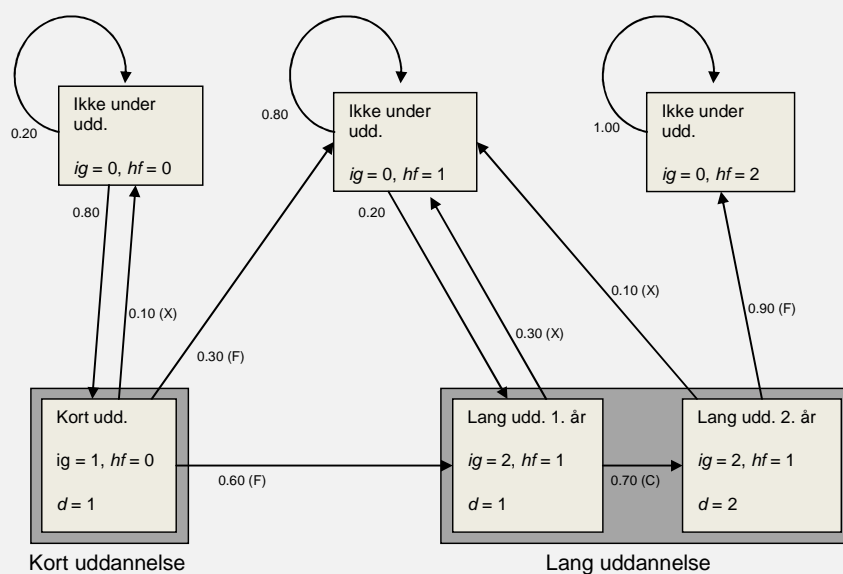 Ikke under
udd.
ig = 0, hf = 0
0.20
Ikke under
udd.
ig = 0, hf = 1
0.80
Ikke under
udd.
ig = 0, hf = 2
1.00
0.80
0.10 (X)
0.30 (F)
0.20
0.30 (X)
0.10 (X)
0.90 (F)
Kort udd.
ig = 1, hf = 0
d = 1
0.60 (F)
Lang udd. 1. år
ig = 2, hf = 1
d = 1
0.70 (C)
Lang udd. 2. år
ig = 2, hf = 1
d = 2
Kort uddannelse
Lang uddannelse